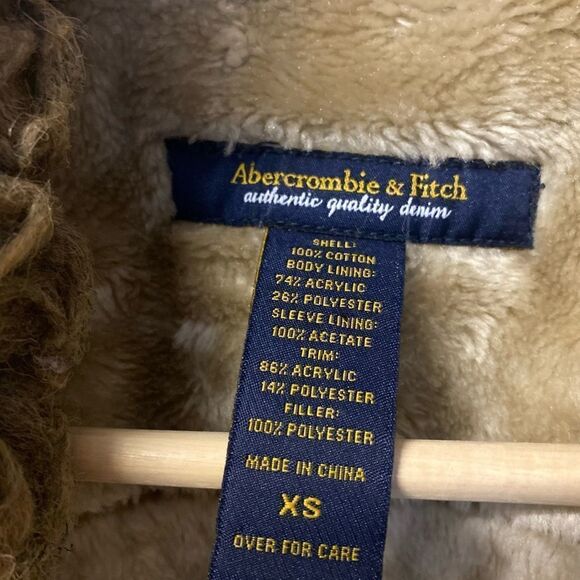 Abercrombie & Fitch
authentic quality denim
SHELL:
100% COTTON
BODY LINING:
74% ACRYLIC
26% POLYESTER
SLEEVE LINING:
100% ACETATE
TRIM:
86% ACRYLIC
14% POLYESTER
FILLER:
100% POLYESTER
MADE IN CHINA
XS
OVER FOR CARE